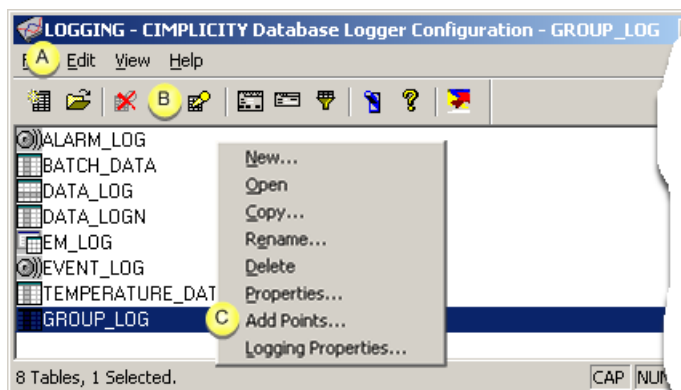 LOGGING - CIMPLICITY Database Logger Configuration - GROUP_LOG
A Edit View Help
B
ALARM_LOG
BATCH_DATA
DATA_LOG
DATA_LOGN
EM_LOG
EVENT_LOG
TEMPERATURE_DAT
GROUP_LOG
New...
Open
Copy...
Rename...
Delete
Properties...
C Add Points...
Logging Properties...
8 Tables, 1 Selected.
CAP NUM